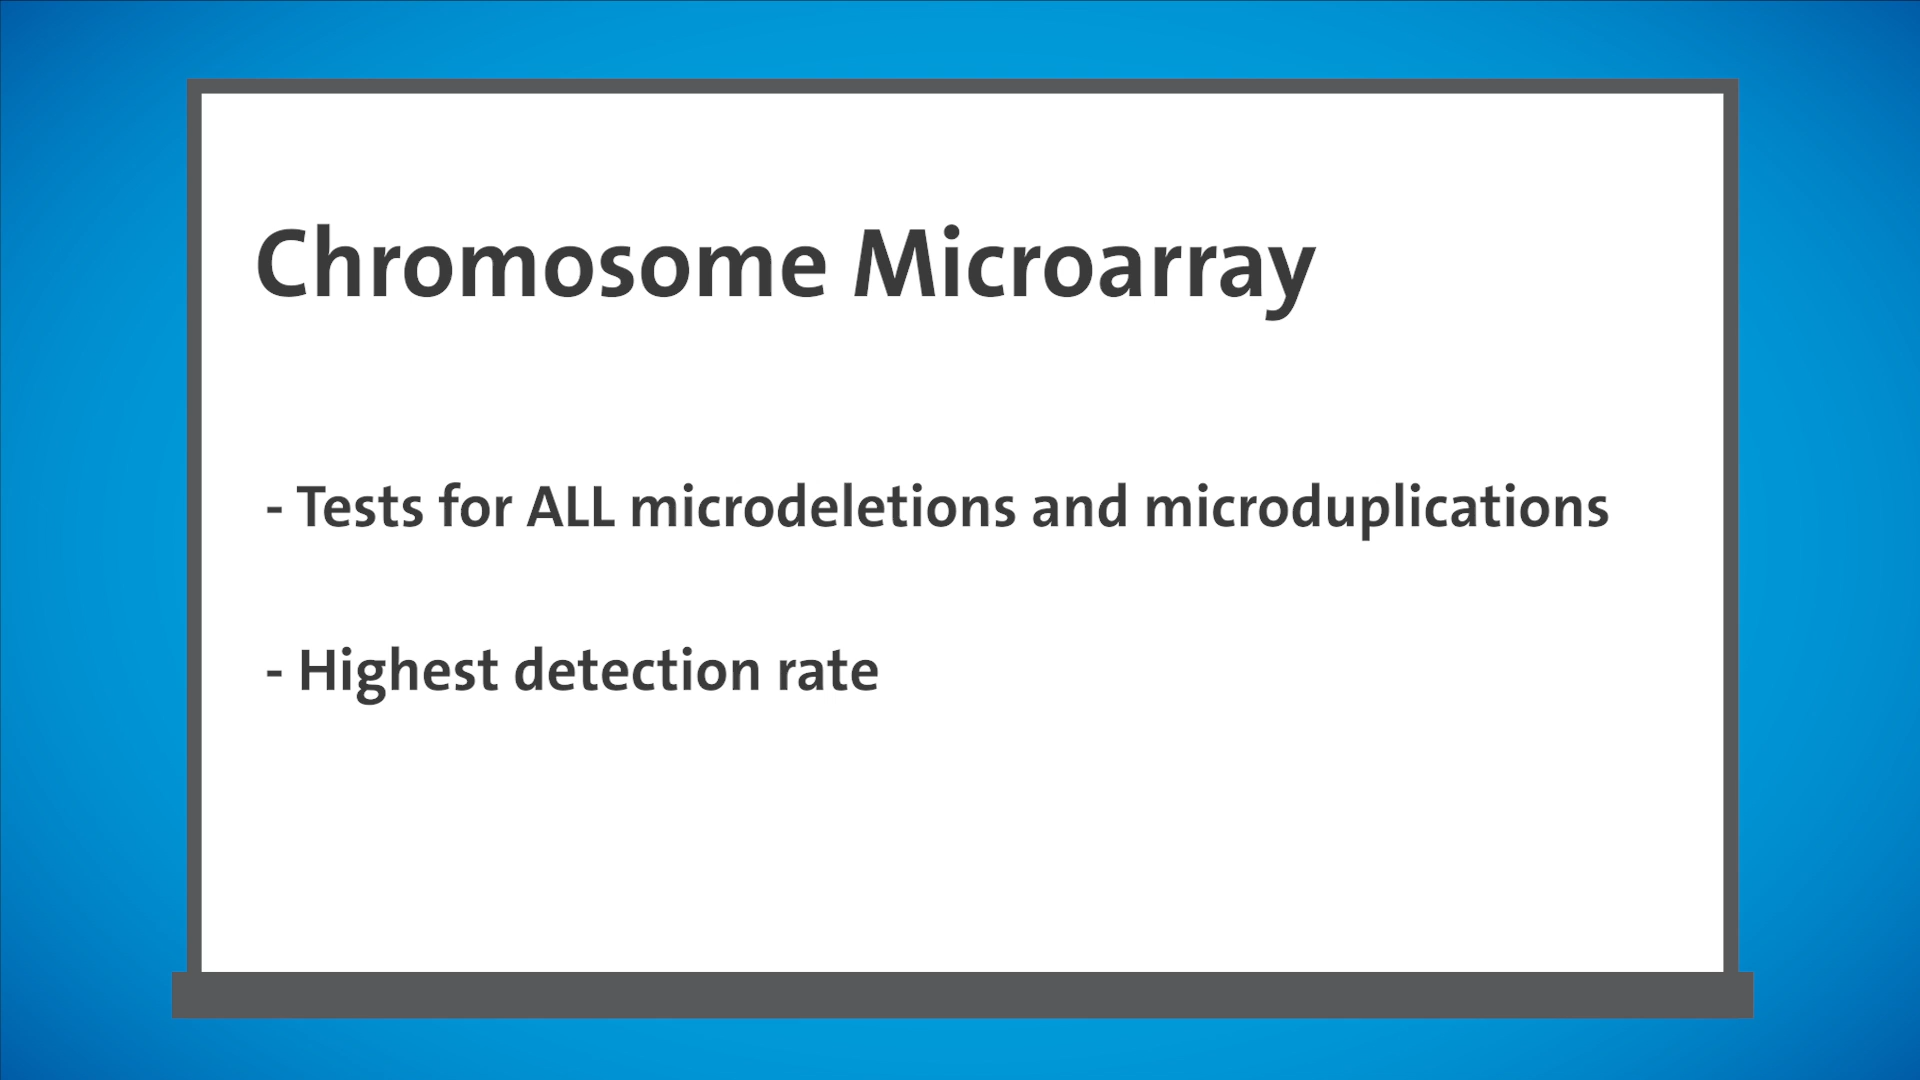 Chromosome Microarray
- Tests for ALL microdeletions and microduplications
- Highest detection rate